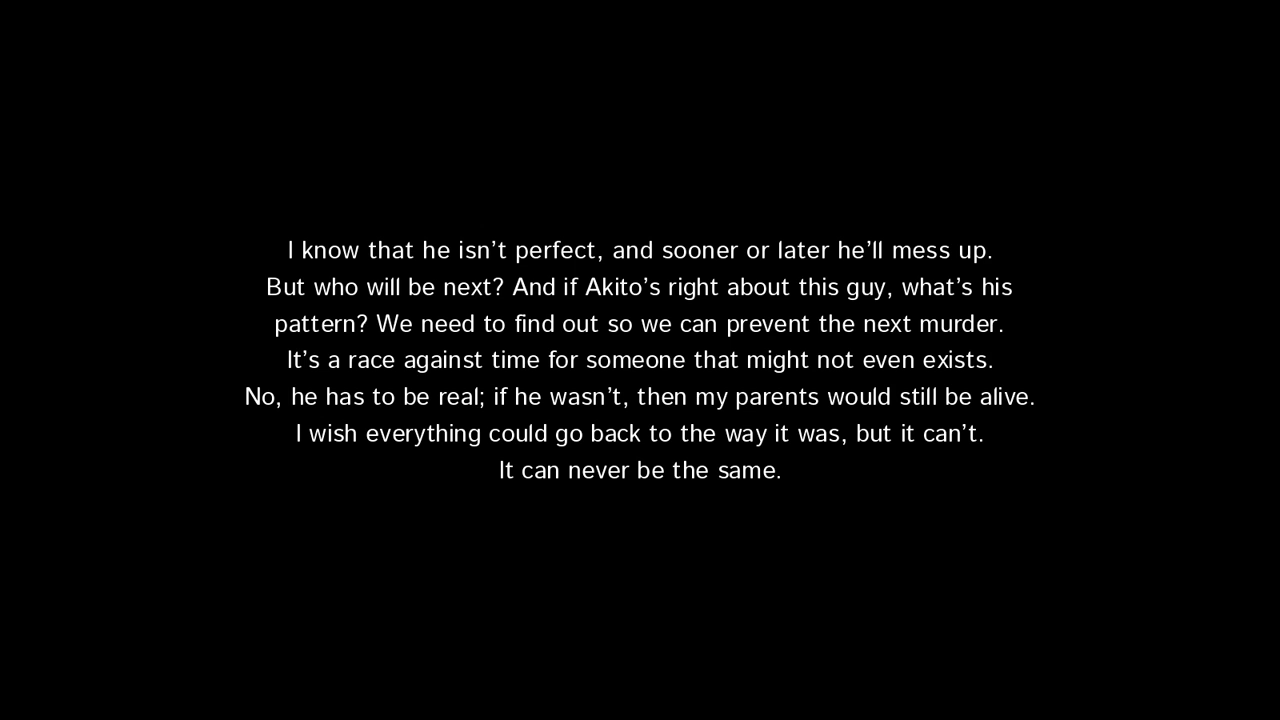 I know that he isn’t perfect, and sooner or later he’ll mess up.
But who will be next? And if Akito’s right about this guy, what’s his
pattern? We need to find out so we can prevent the next murder.
It’s a race against time for someone that might not even exists.
No, he has to be real; if he wasn’t, then my parents would still be alive.
I wish everything could go back to the way it was, but it can’t.
It can never be the same.